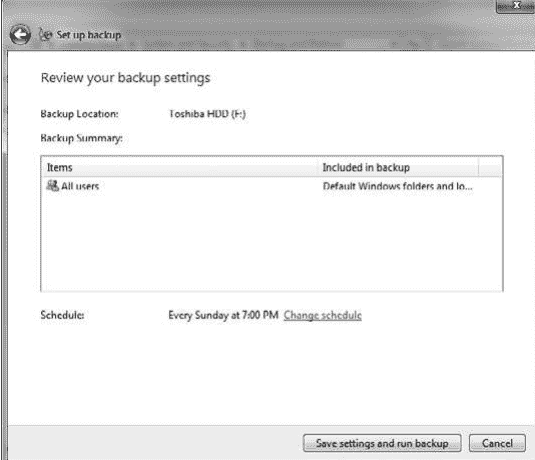 Set up backup
Review your backup settings
Backup Location: Toshiba HDD (F:)
Backup Summary:
Items Included in backup
All users Default Windows folders and lo...
Schedule: Every Sunday at 7:00 PM Change schedule
Save settings and run backup Cancel